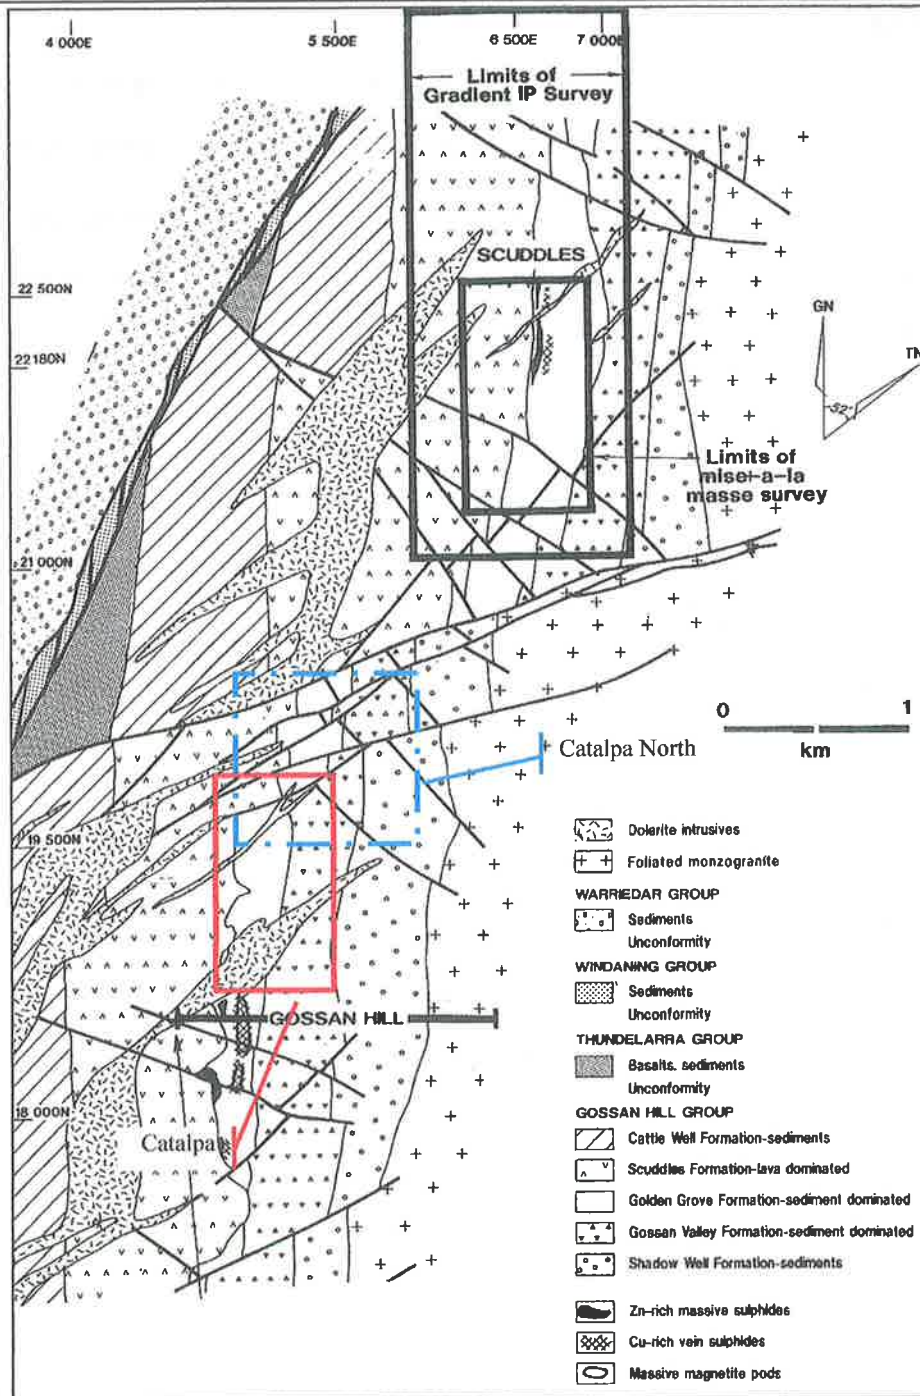 4 000E
5 500E
6 500E
7 000E
Limits of
Gradient IP Survey
SCUDDLES
22 500N
22 180N
GN
TN
52°
Limits of
mise-a-la
masse survey
21 000N
0
1
km
Catalpa North
19 500N
GOSSAN HILL
18 000N
Catalpa
Dolerite intrusives
Foliated monzogranite
WARRIEDAR GROUP
Sediments
Unconformity
WINDANING GROUP
Sediments
Unconformity
THUNDELARRA GROUP
Basalts. sediments
Unconformity
GOSSAN HILL GROUP
Cattle Well Formation-sediments
Scuddles Formation-lava dominated
Golden Grove Formation-sediment dominated
Gossan Valley Formation-sediment dominated
Shadow Well Formation-sediments
Zn-rich massive sulphides
Cu-rich vein sulphides
Massive magnetite pods